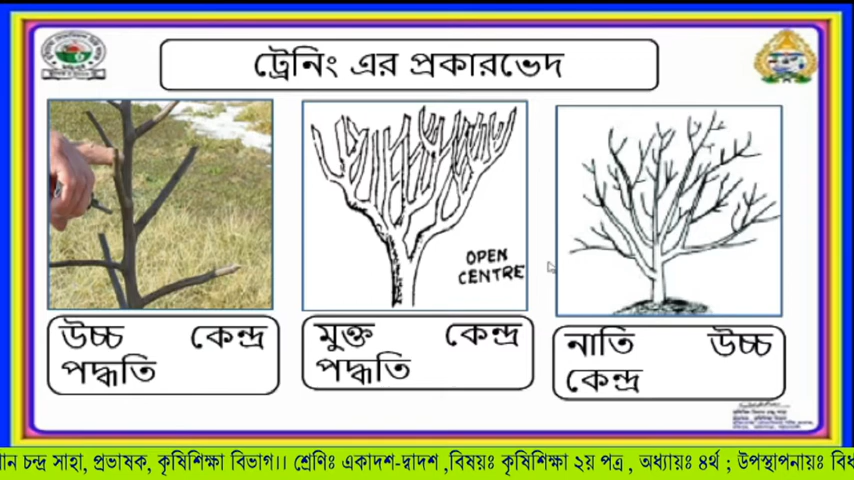 ট্রেনিং এর প্রকারভেদ
OPEN
CENTRE
উচ্চ কেন্দ্র
পদ্ধতি
মুক্ত কেন্দ্র
পদ্ধতি
নাতি উচ্চ
কেন্দ্র
চন্দ্র সাহা, প্রভাষক, কৃষিশিক্ষা বিভাগ।। শ্রেণিঃ একাদশ-দ্বাদশ ,বিষয়ঃ কৃষিশিক্ষা ২য় পত্র , অধ্যায়ঃ ৪র্থ ; উপস্থাপনায়ঃ